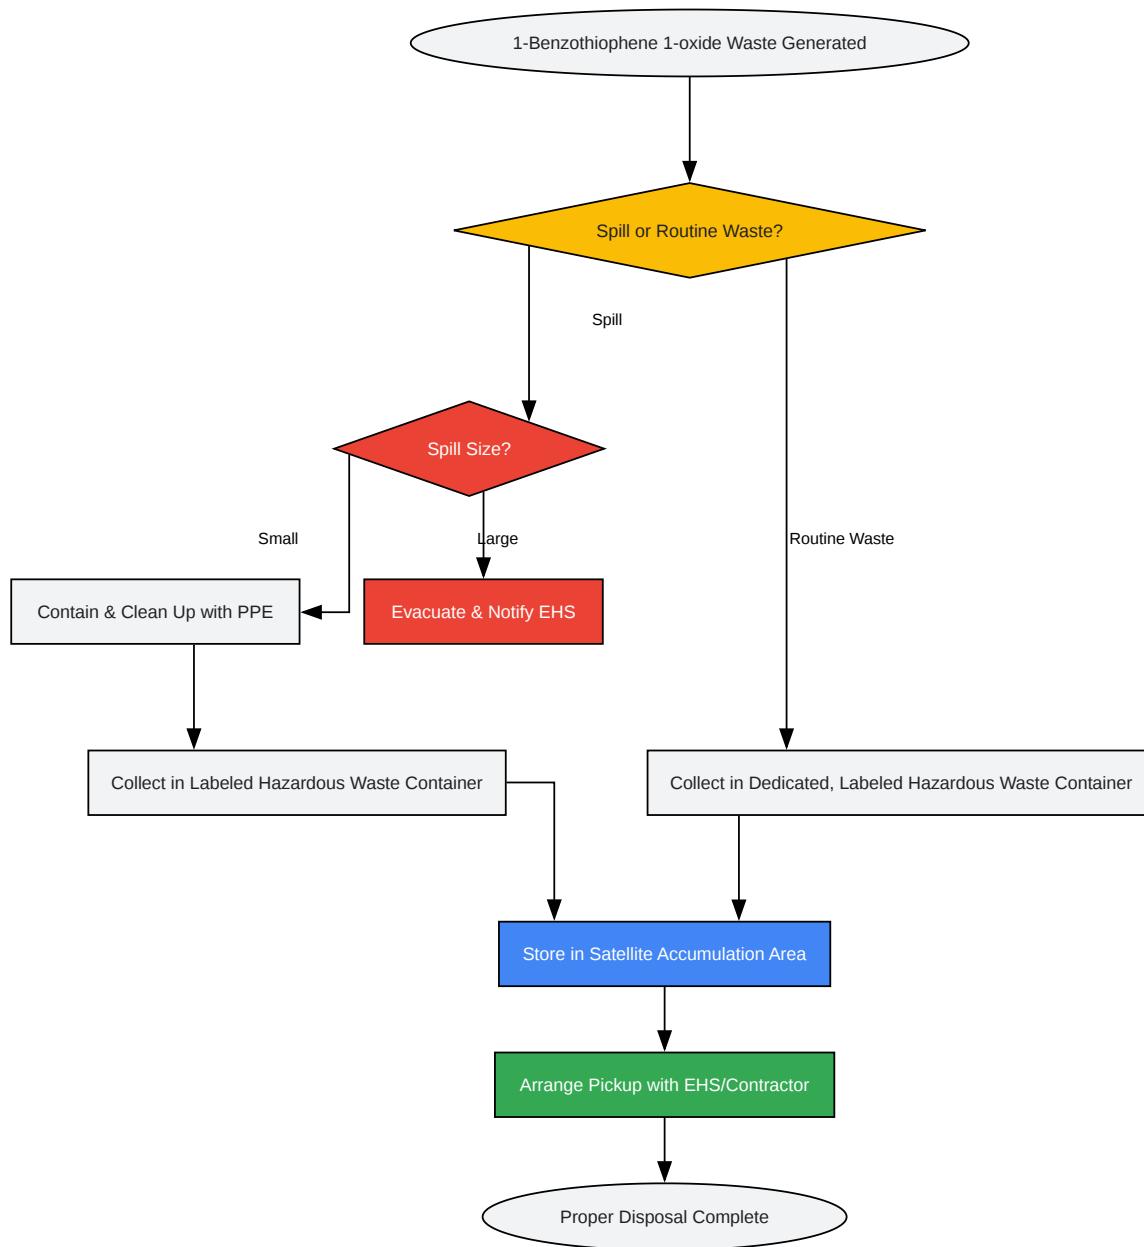 1-Benzothiophene 1-oxide Waste Generated
Spill or Routine Waste?
Spill
Spill Size?
Small
Large
Routine Waste
Contain & Clean Up with PPE
Evacuate & Notify EHS
Collect in Labeled Hazardous Waste Container
Collect in Dedicated, Labeled Hazardous Waste Container
Store in Satellite Accumulation Area
Arrange Pickup with EHS/Contractor
Proper Disposal Complete